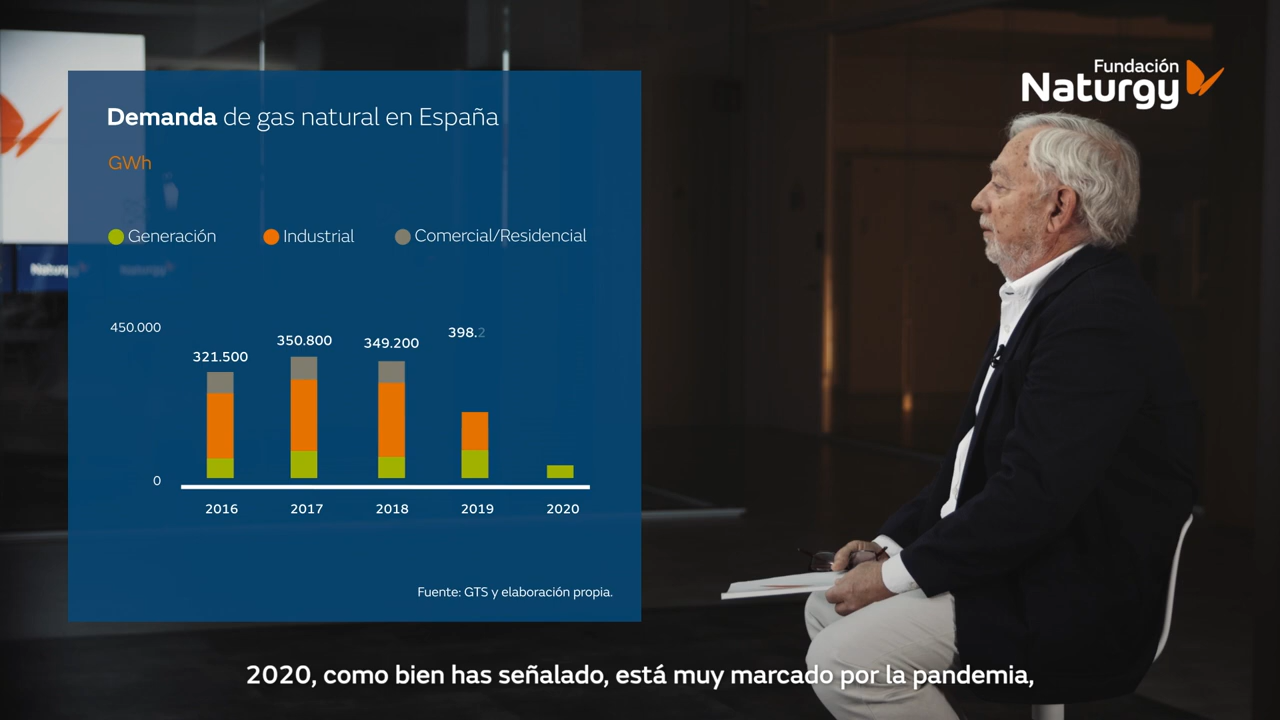 Fundación
Naturgy
Demanda de gas natural en España
GWh
Generación
Industrial
Comercial/Residencial
Naturgy
Naturgy
450.000
321.500
350.800
349.200
398.2
0
2016
2017
2018
2019
2020
Fuente: GTS y elaboración propia.
2020, como bien has señalado, está muy marcado por la pandemia,